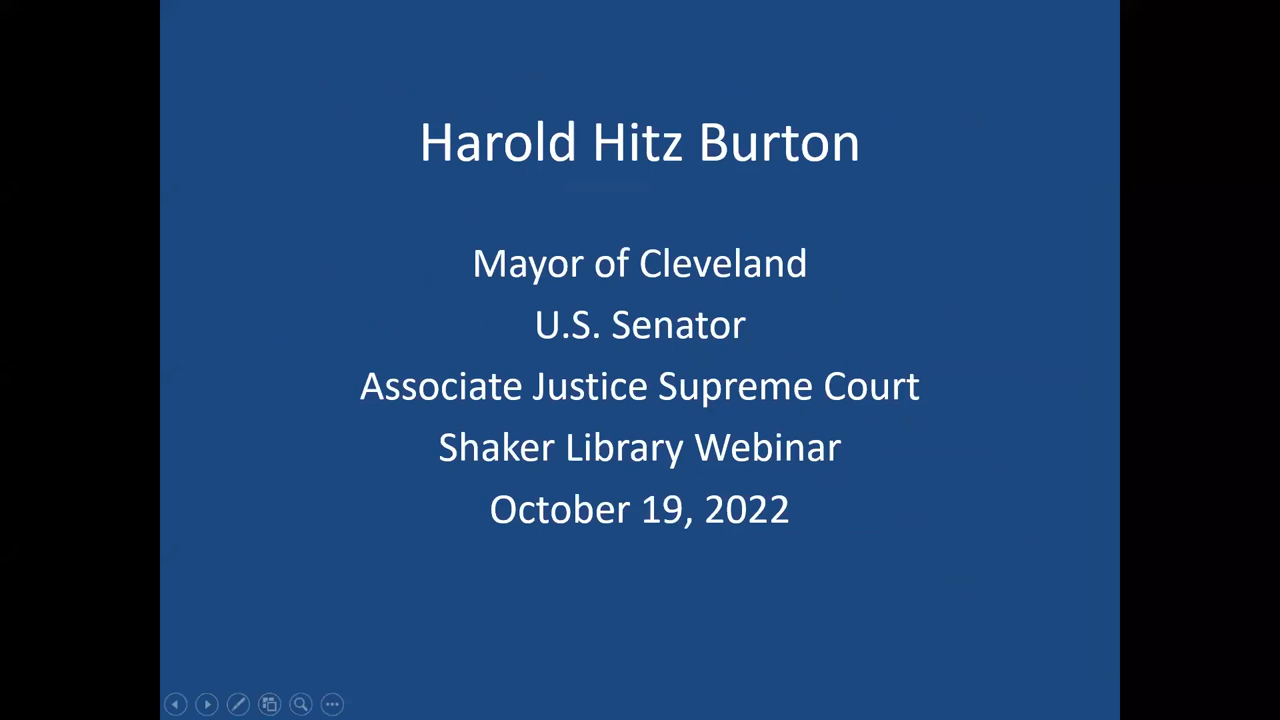 Harold Hitz Burton
Mayor of Cleveland
U.S. Senator
Associate Justice Supreme Court
Shaker Library Webinar
October 19, 2022